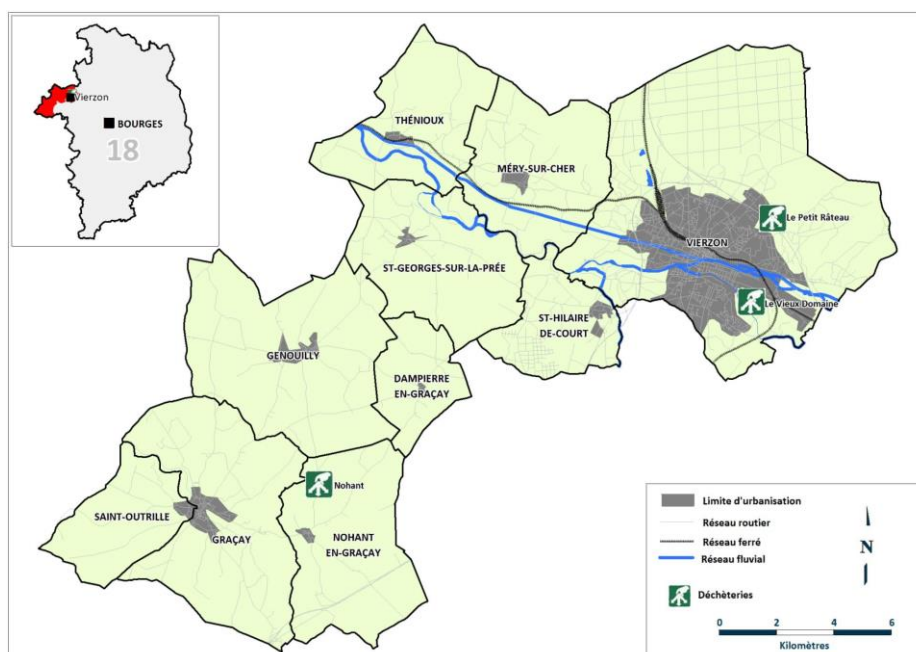 Vierzon
BOURGES
18
THÉNIOUX
MÉRY-SUR-CHER
Le Petit Râteau
VIERZON
ST-GEORGES-SUR-LA-PRÉE
Le Vieux Domaine
ST-HILAIRE
DE-COURT
GENOUILLY
DAMPIERRE
EN-GRAÇAY
Nohant
SAINT-OUTRILLE
GRAÇAY
NOHANT
EN-GRAÇAY
Limite d'urbanisation
Réseau routier
Réseau ferré
Réseau fluvial
N
Déchèteries
0 2 4 6
Kilomètres